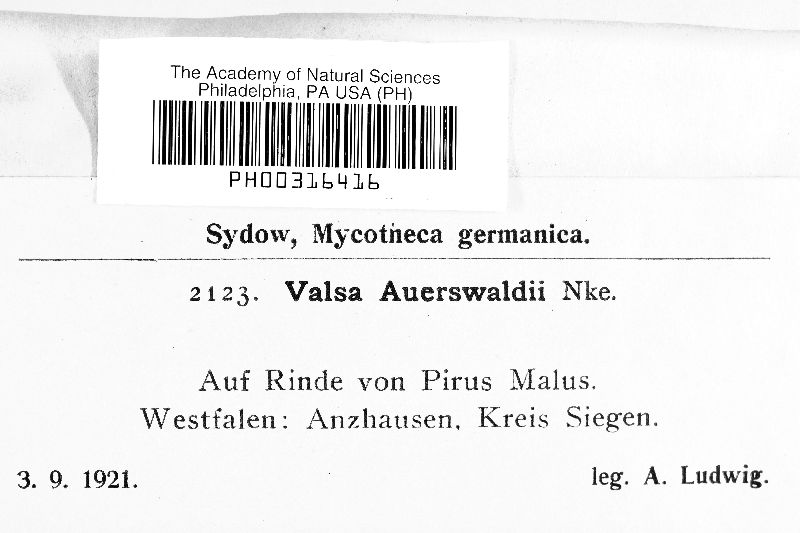 The Academy of Natural Sciences
Philadelphia, PA USA (PH)
PH00316416
Sydow, Mycotheca germanica.
2123. Valsa Auerswaldii Nke.
Auf Rinde von Pirus Malus.
Westfalen: Anzhausen, Kreis Siegen.
3. 9. 1921. leg. A. Ludwig.